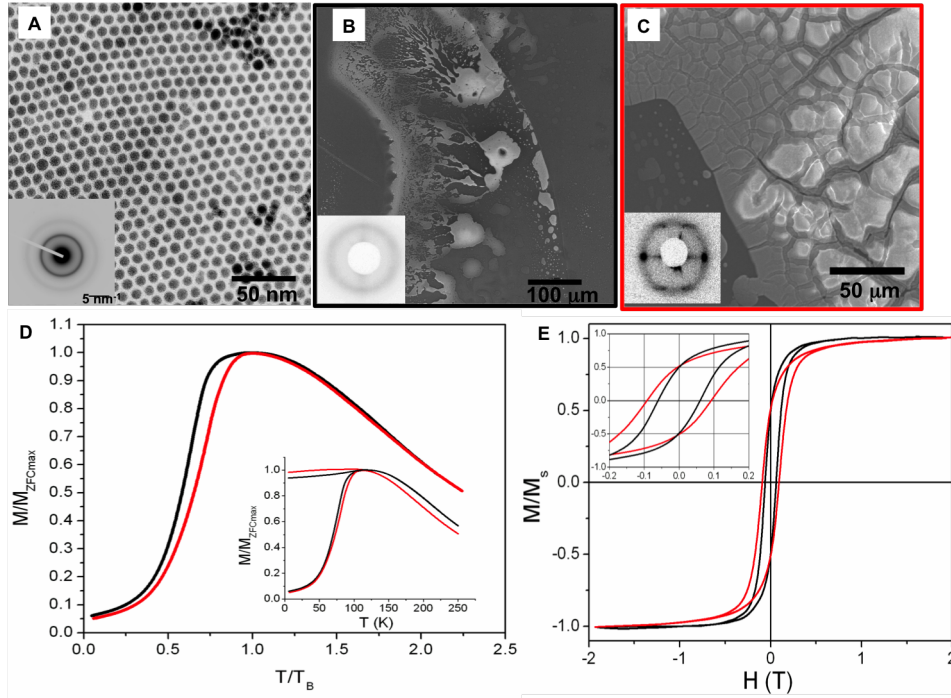 A
5 nm⁻¹
50 nm
B
100 µm
C
50 µm
D
M/M_ZFCmax
1.1
1.0
0.9
0.8
0.7
0.6
0.5
0.4
0.3
0.2
0.1
0.0
0.0 0.5 1.0 1.5 2.0 2.5
T/T_B
M/M_ZFCmax
1.0
0.8
0.6
0.4
0.2
0.0
0 50 100 150 200 250
T (K)
E
M/M_s
1.0
0.5
0.0
-0.5
-1.0
-2 -1 0 1 2
H (T)
1.0
0.5
0.0
-0.5
-1.0
-0.2 -0.1 0.0 0.1 0.2